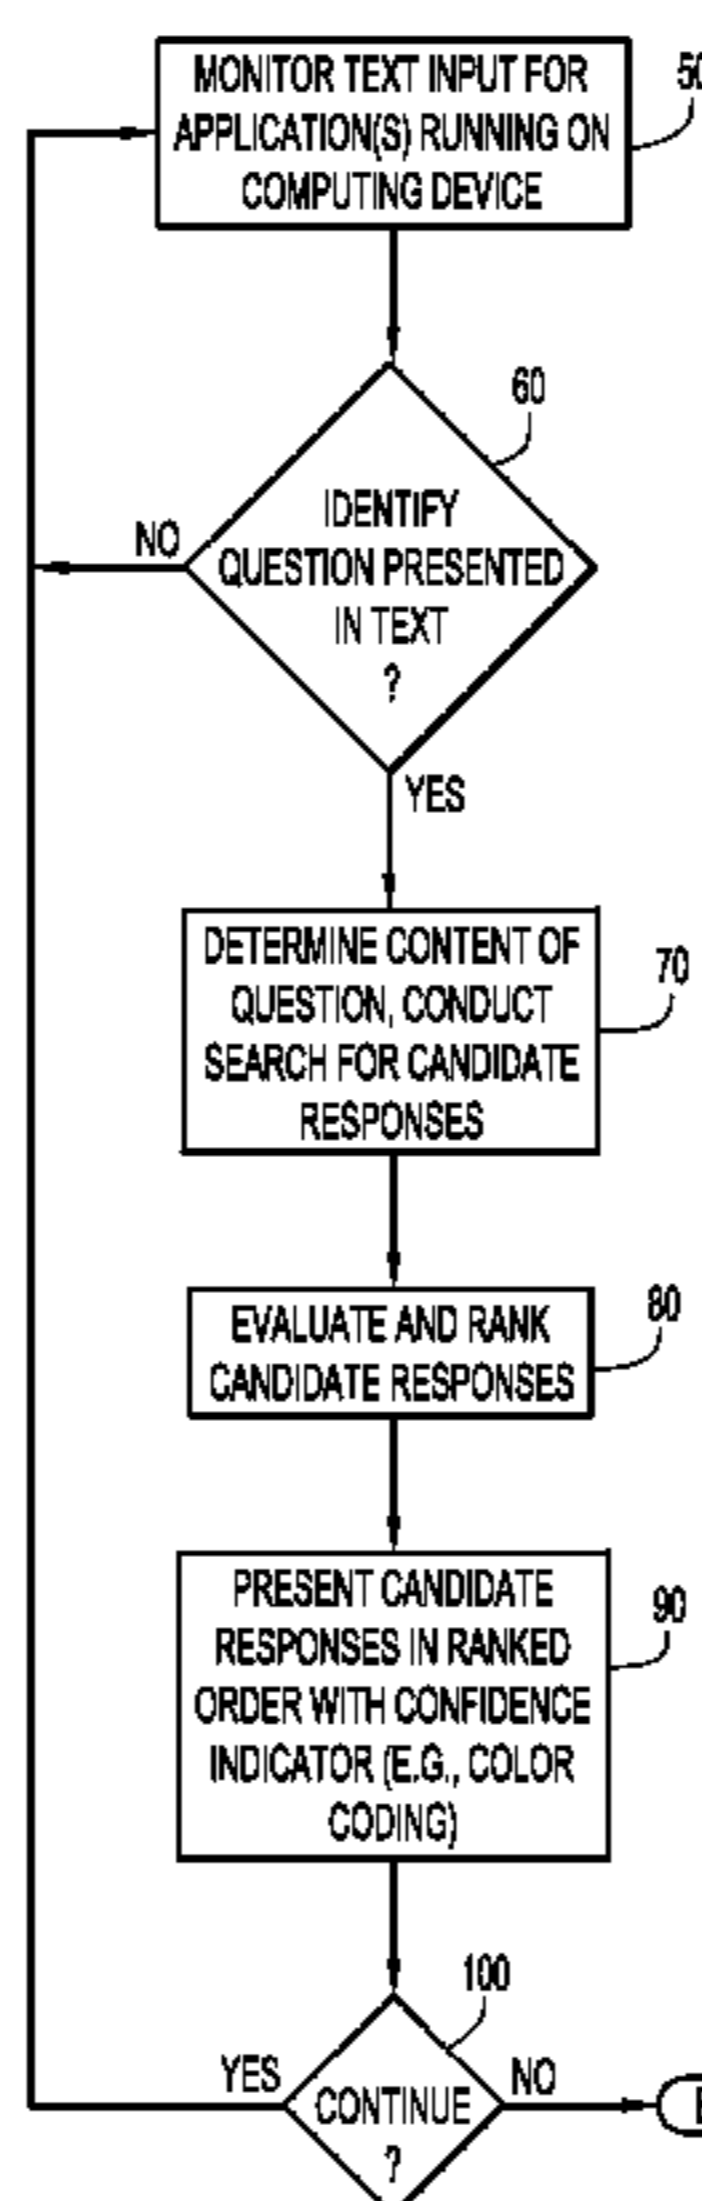 MONITOR TEXT INPUT FOR
APPLICATION(S) RUNNING ON
COMPUTING DEVICE
50
60
IDENTIFY
QUESTION PRESENTED
IN TEXT
?
NO
YES
DETERMINE CONTENT OF
QUESTION, CONDUCT
SEARCH FOR CANDIDATE
RESPONSES
70
EVALUATE AND RANK
CANDIDATE RESPONSES
80
PRESENT CANDIDATE
RESPONSES IN RANKED
ORDER WITH CONFIDENCE
INDICATOR (E.G., COLOR
CODING)
90
100
YES
CONTINUE
?
NO